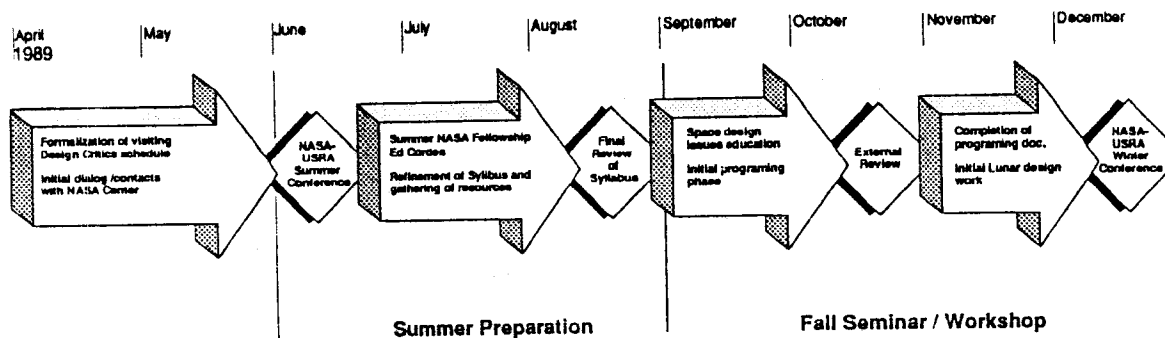 April
1989
May
June
July
August
September
October
November
December
Formalization of visiting
Design Critics schedule
Initial dialog /contacts
with NASA Center
NASA-
USRA
Summer
Conference
Summer NASA Fellowship
Ed Cordes
Refinement of Sylibus and
gathering of resources
Final
Review
of
Syllabus
Space design
issues education
Initial programing
phase
External
Review
Completion of
programing doc.
Initial Lunar design
work
NASA-
USRA
Winter
Conference
Summer Preparation
Fall Seminar / Workshop